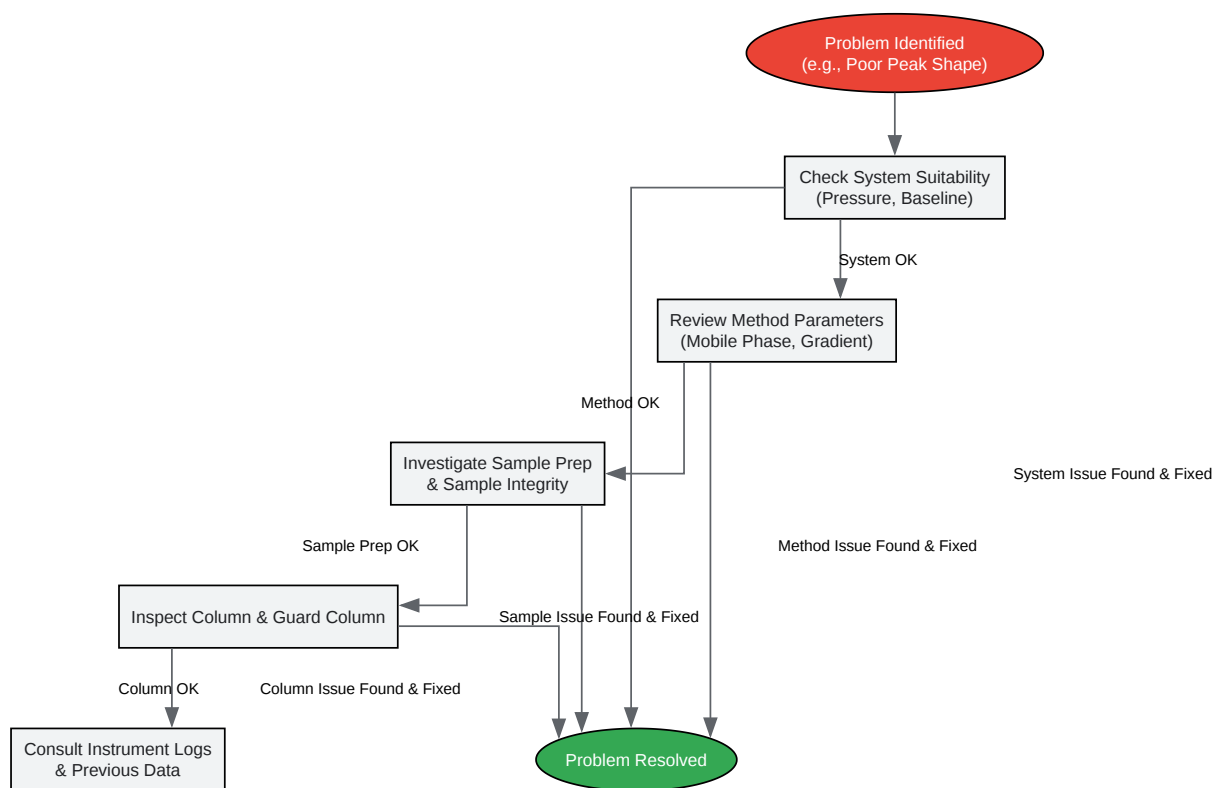 Problem Identified
(e.g., Poor Peak Shape)
Check System Suitability
(Pressure, Baseline)
System OK
Review Method Parameters
(Mobile Phase, Gradient)
Method OK
Investigate Sample Prep
& Sample Integrity
System Issue Found & Fixed
Sample Prep OK
Method Issue Found & Fixed
Inspect Column & Guard Column
Sample Issue Found & Fixed
Column OK
Column Issue Found & Fixed
Consult Instrument Logs
& Previous Data
Problem Resolved